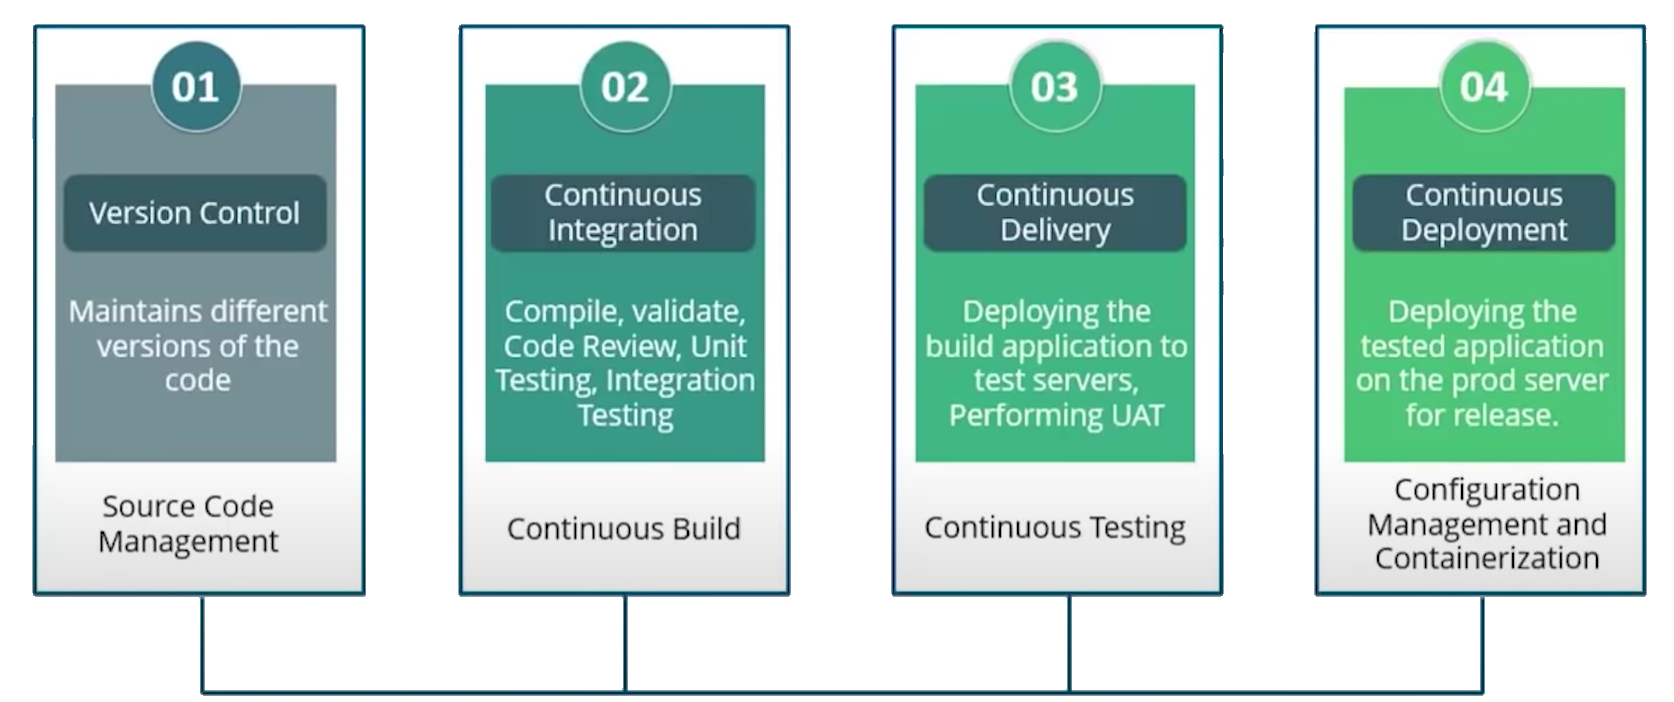 01
Version Control
Maintains different
versions of the
code
Source Code
Management
02
Continuous
Integration
Compile, validate,
Code Review, Unit
Testing, Integration
Testing
Continuous Build
03
Continuous
Delivery
Deploying the
build application to
test servers,
Performing UAT
Continuous Testing
04
Continuous
Deployment
Deploying the
tested application
on the prod server
for release.
Configuration
Management and
Containerization